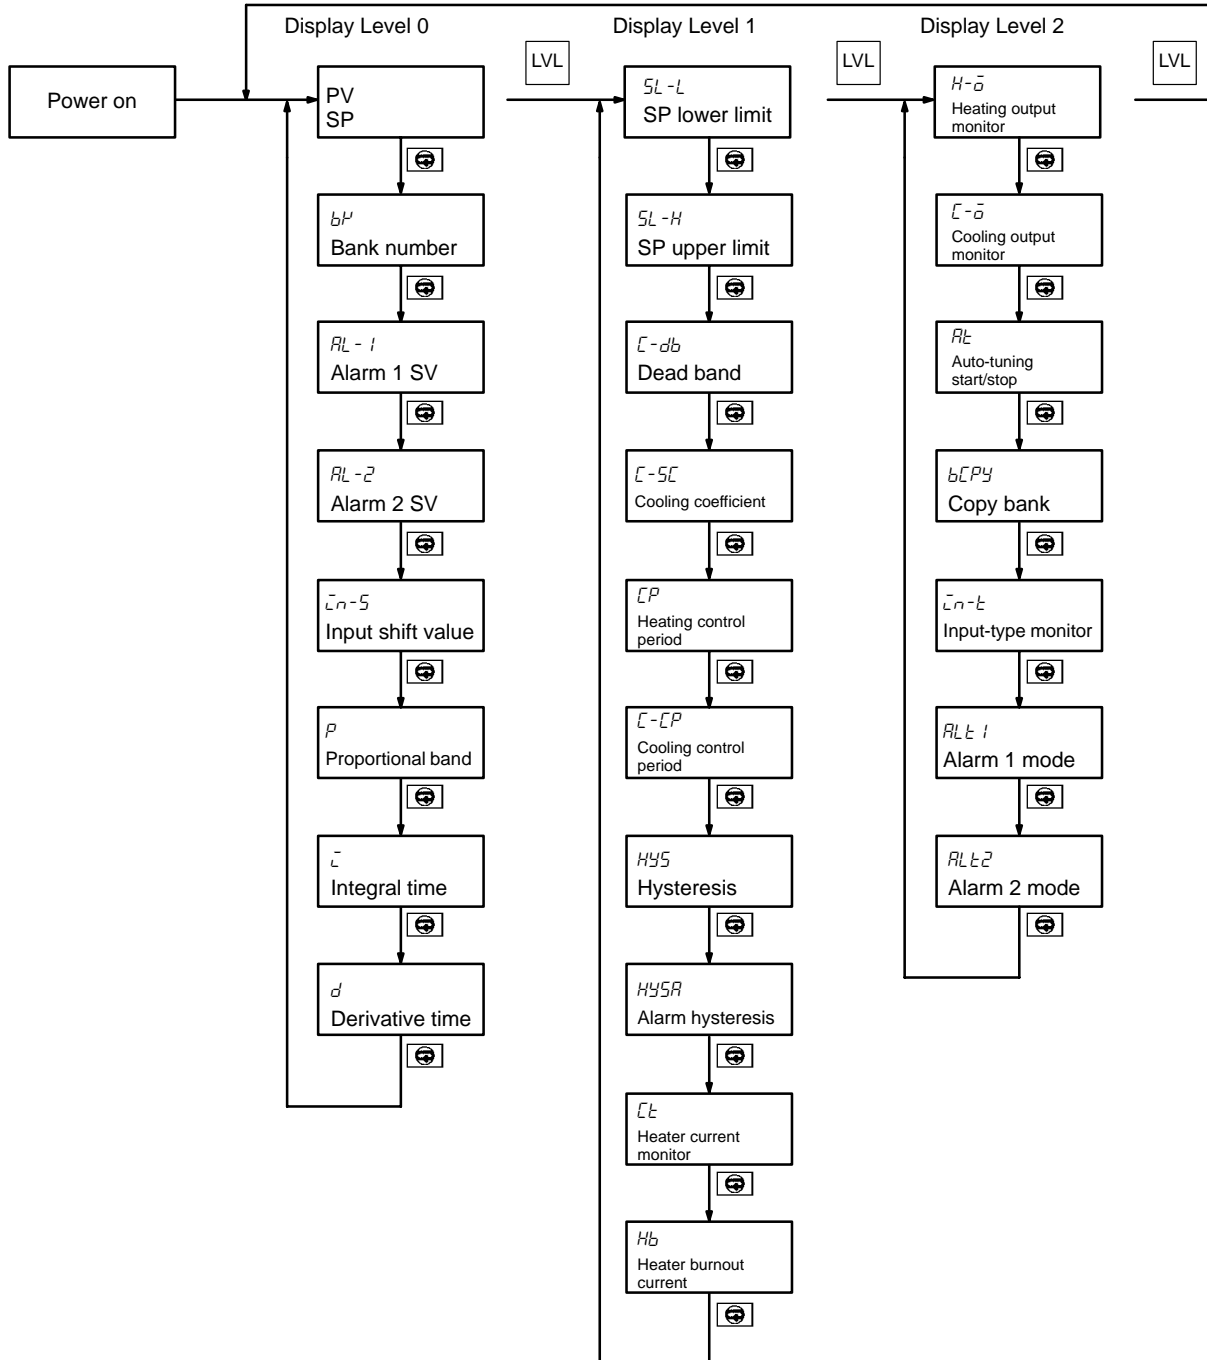 Display Level 0
Display Level 1
Display Level 2
LVL
LVL
LVL
Power on
PV
SP
bK
Bank number
AL-1
Alarm 1 SV
AL-2
Alarm 2 SV
in-S
Input shift value
P
Proportional band
i
Integral time
d
Derivative time
SL-L
SP lower limit
SL-H
SP upper limit
C-db
Dead band
C-SC
Cooling coefficient
CP
Heating control
period
C-CP
Cooling control
period
HYS
Hysteresis
HYSA
Alarm hysteresis
Ct
Heater current
monitor
Hb
Heater burnout
current
H-o
Heating output
monitor
C-o
Cooling output
monitor
At
Auto-tuning
start/stop
bCPY
Copy bank
in-t
Input-type monitor
ALt1
Alarm 1 mode
ALt2
Alarm 2 mode